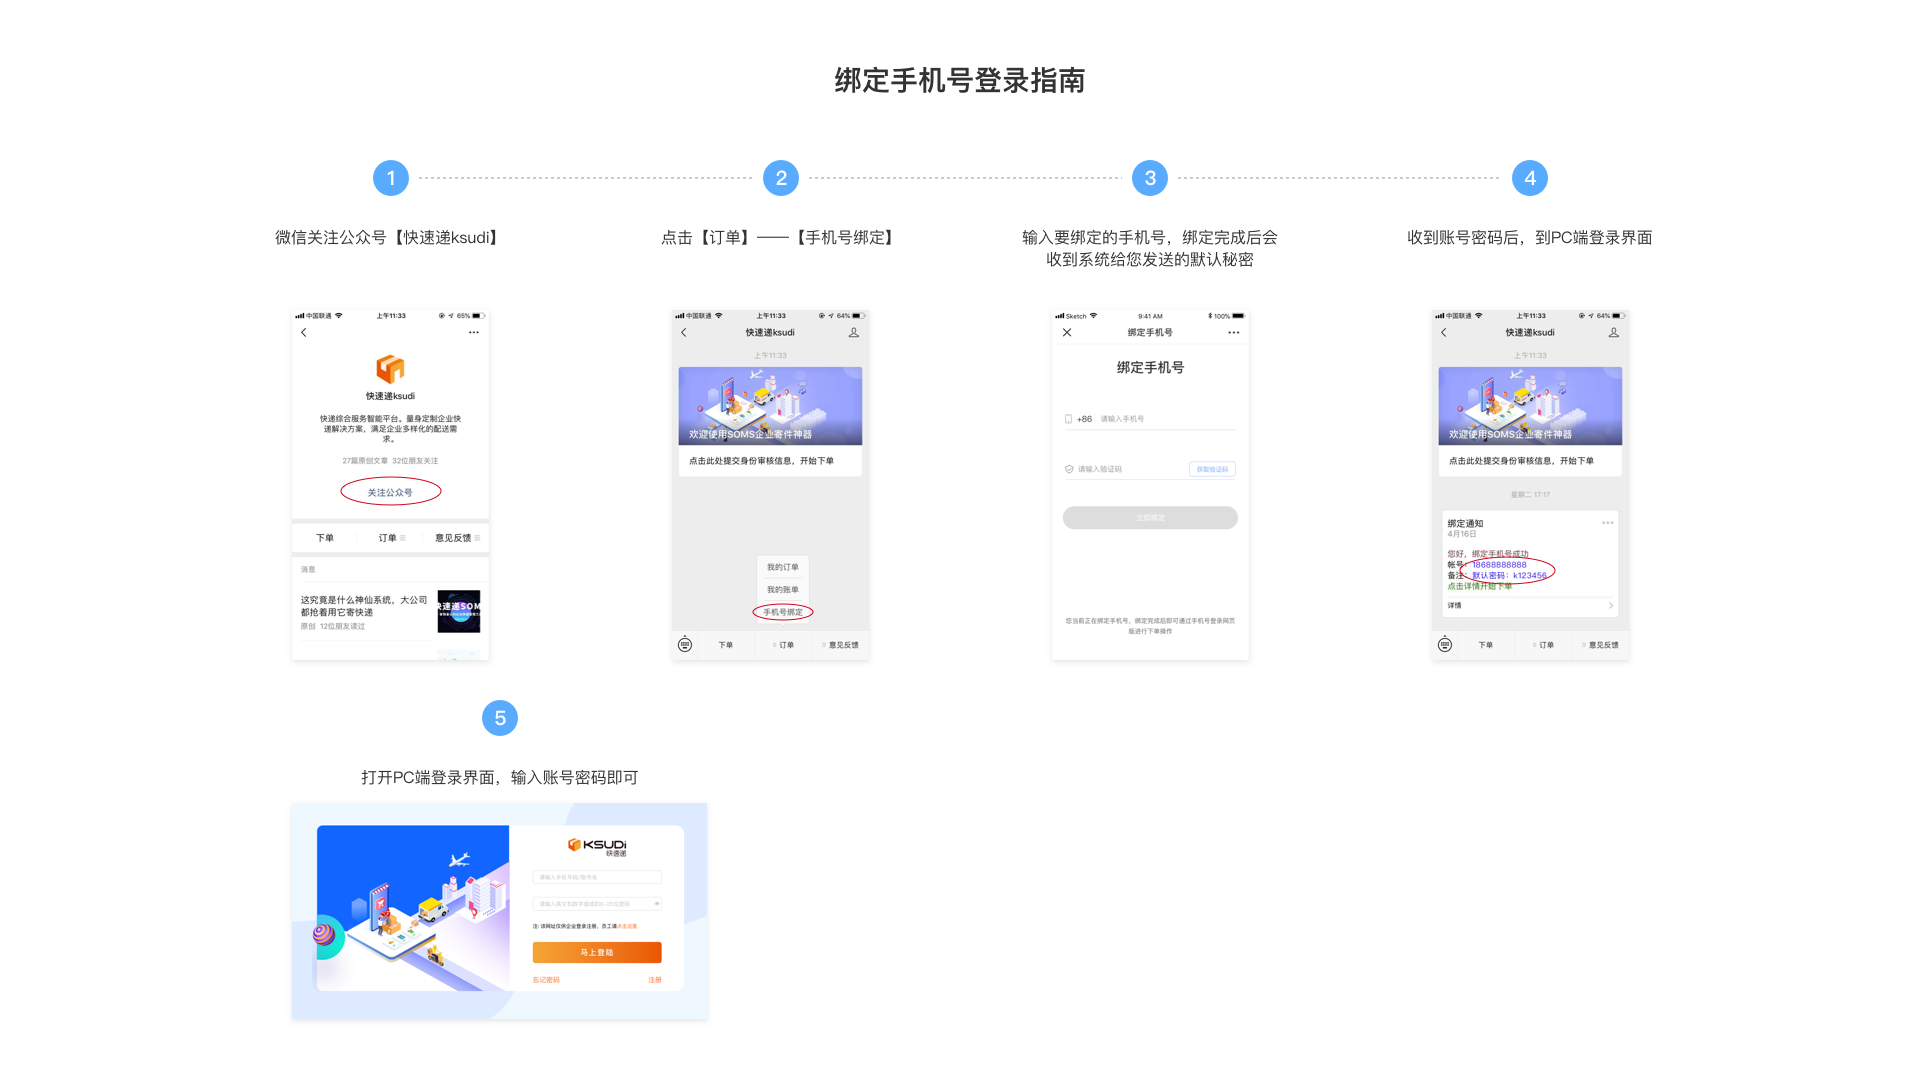 绑定手机号登录指南
1
2
3
4
微信关注公众号【快速递ksudi】
点击【订单】——【手机号绑定】
输入要绑定的手机号，绑定完成后会
收到系统给您发送的默认秘密
收到账号密码后，到PC端登录界面
中国联通 上午11:33 65%
快速递ksudi
快递综合服务智能平台。量身定制企业快
递解决方案，满足企业多样化的配送需
求。
27篇原创文章 32位朋友关注
关注公众号
下单 订单 意见反馈
消息
这究竟是什么神仙系统，大公司
都抢着用它寄快递
原创 12位朋友读过
快速递SOM
中国联通 上午11:33 64%
快速递ksudi
上午11:33
欢迎使用SOMS企业寄件神器
点击此处提交身份审核信息，开始下单
我的订单
我的账单
手机号绑定
下单 订单 意见反馈
Sketch 9:41 AM 100%
绑定手机号
绑定手机号
+86 请输入手机号
请输入验证码 获取验证码
立即绑定
您当前正在绑定手机号，绑定完成后即可通过手机号登录网页
版进行下单操作
中国联通 上午11:33 64%
快速递ksudi
上午11:33
欢迎使用SOMS企业寄件神器
点击此处提交身份审核信息，开始下单
星期二 17:17
绑定通知
4月16日
您好，绑定手机号成功
帐号：18688888888
备注：默认密码：k123456
点击详情开始下单
详情
下单 订单 意见反馈
5
打开PC端登录界面，输入账号密码即可
KSUDi
快速递
请输入手机号码/账号名
请输入英文和数字组成的6-20位密码
注: 该网址仅供企业登录注册，员工请点击这里
马上登陆
忘记密码 注册